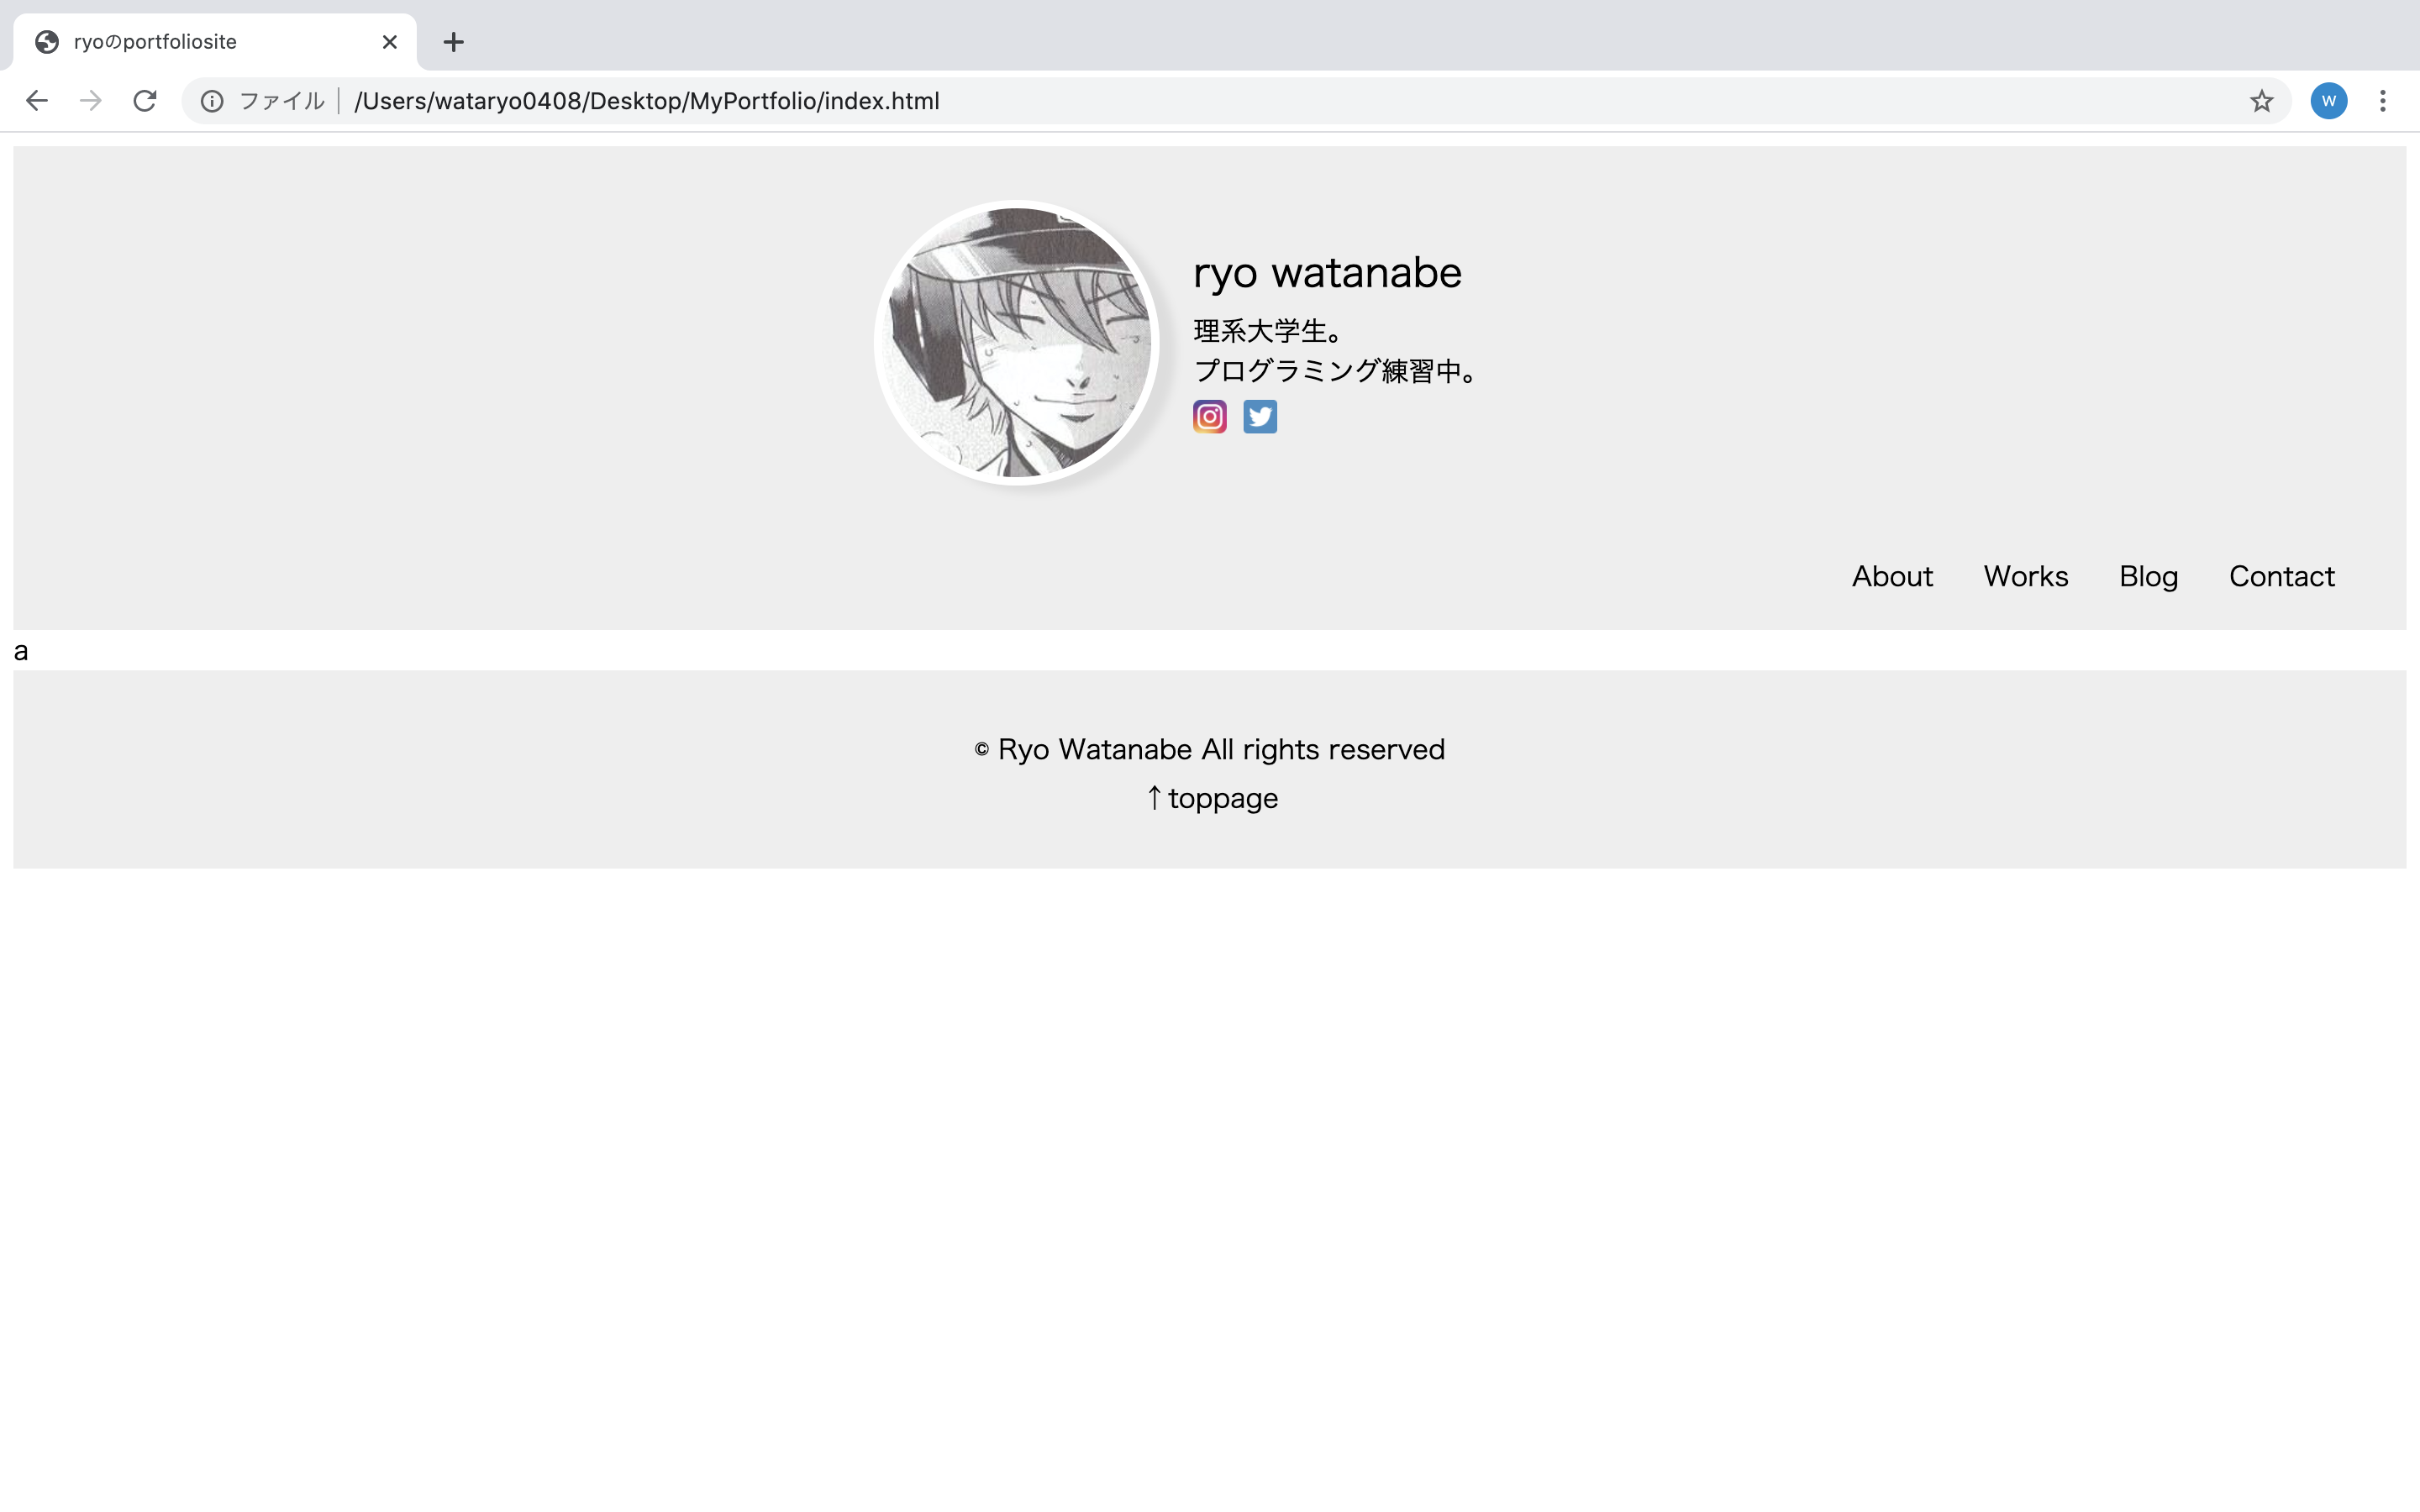 ryoのportfoliosite
ファイル /Users/wataryo0408/Desktop/MyPortfolio/index.html
W
ryo watanabe
理系大学生。
プログラミング練習中。
About Works Blog Contact
a
© Ryo Watanabe All rights reserved
↑toppage